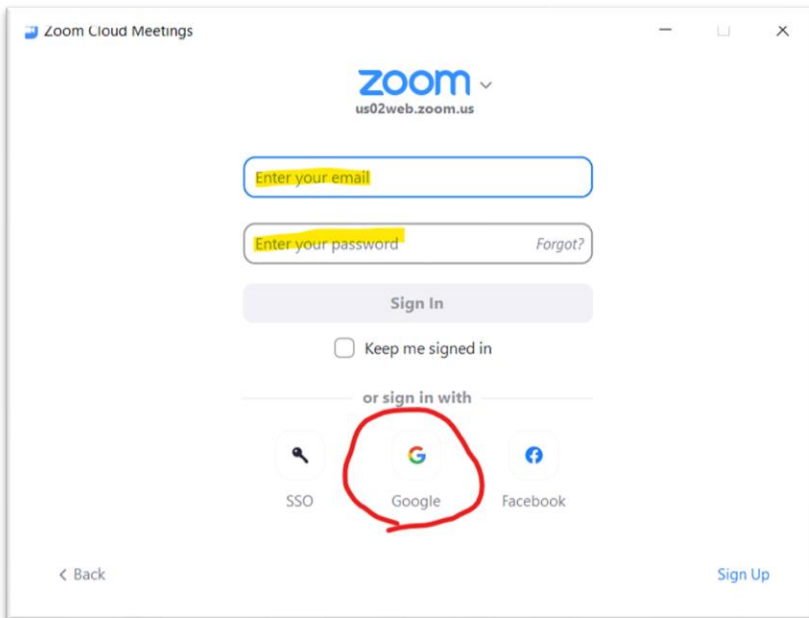 Zoom Cloud Meetings
zoom
us02web.zoom.us
Enter your email
Enter your password Forgot?
Sign In
Keep me signed in
or sign in with
SSO Google Facebook
< Back Sign Up